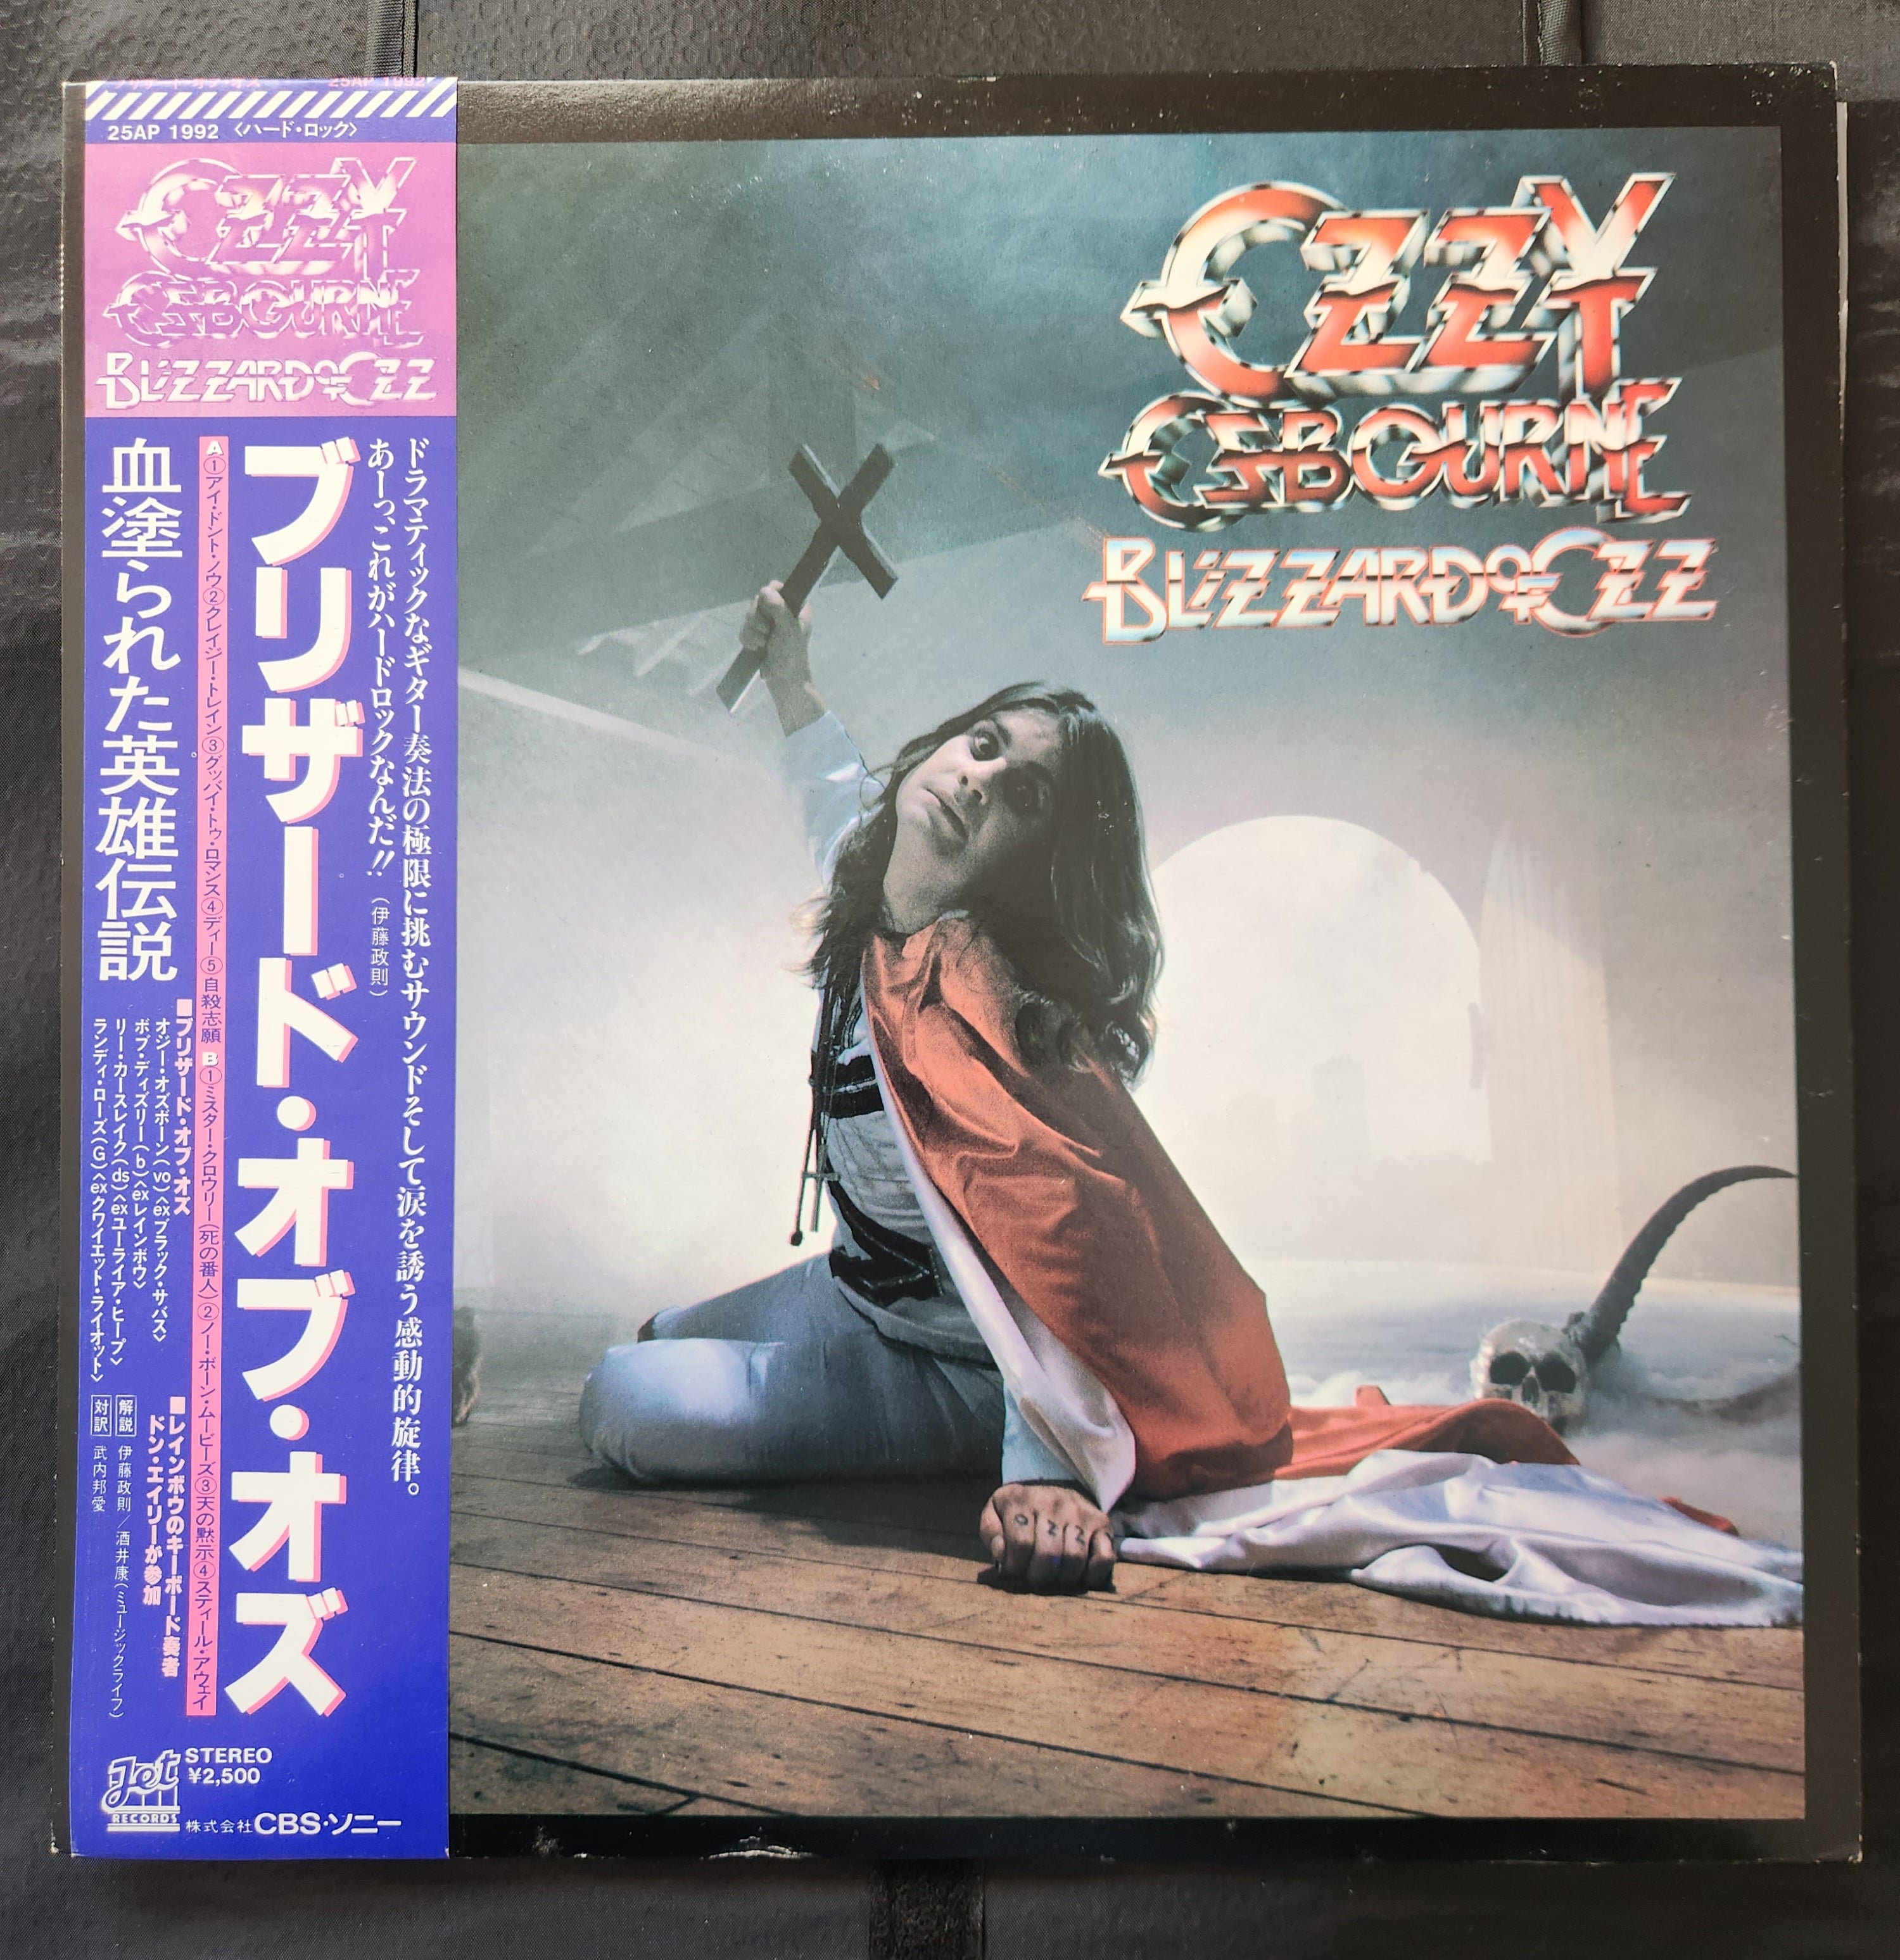 25AP 1992
25AP 1992 〈ハード・ロック〉
OZZY
OSBOURNE
BLIZZARD OF OZZ
ドラマティックなギター奏法の極限に挑むサウンドそして涙を誘う感動的旋律。
あーっ、これがハードロックなんだ!! (伊藤政則)
ブリザード・オブ・オズ
A①アイ・ドント・ノウ②クレイジー・トレイン③グッバイ・トゥ・ロマンス④ディー⑤自殺志願 B①ミスター・クロウリー(死の番人)②ノー・ボーン・ムービーズ③天の黙示④スティール・アウェイ
血塗られた英雄伝説
■ブリザード・オブ・オズ
オジー・オズボーン(vo)〈exブラック・サバス〉
ボブ・ディズリー(b)〈exレインボウ〉
リー・カースレイク(ds)〈exユーライア・ヒープ〉
ランディ・ローズ(G)〈exクワイエット・ライオット〉
■レインボウのキーボード奏者
ドン・エイリーが参加
解説 伊藤政則/酒井康(ミュージックライフ)
対訳 武内邦愛
Jet
RECORDS
STEREO
¥2,500
株式会社CBS・ソニー
OZZY
OSBOURNE
BLIZZARD OF OZZ
OZZY